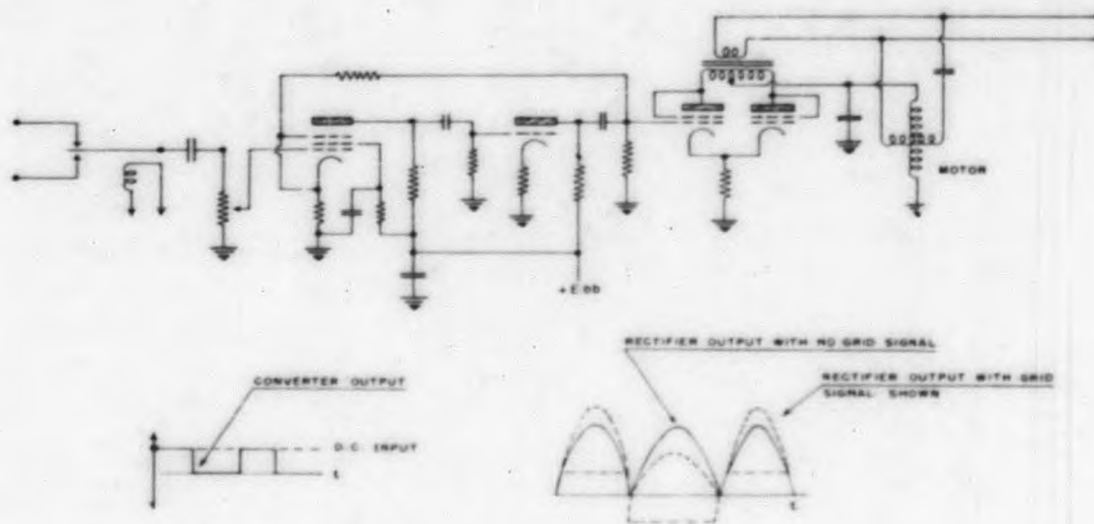 MOTOR
+ E bb
RECTIFIER OUTPUT WITH NO GRID SIGNAL
CONVERTER OUTPUT
RECTIFIER OUTPUT WITH GRID
SIGNAL SHOWN
D.C. INPUT
t
t